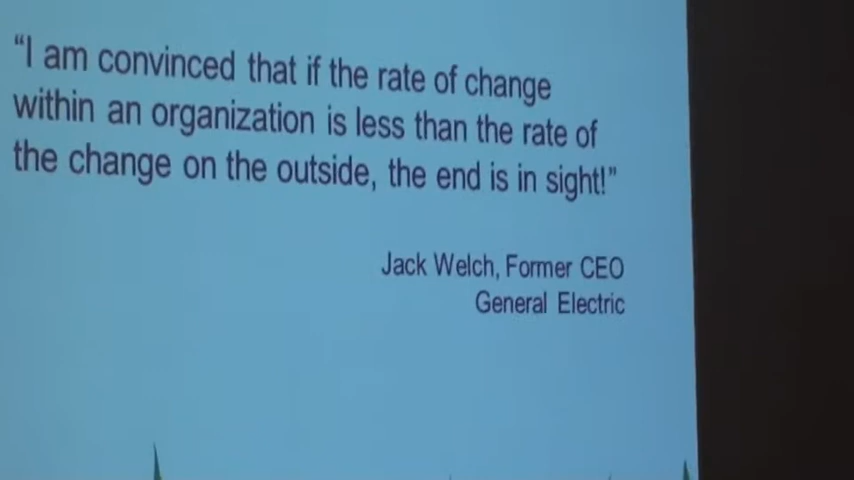 “I am convinced that if the rate of change
within an organization is less than the rate of
the change on the outside, the end is in sight!”
Jack Welch, Former CEO
General Electric